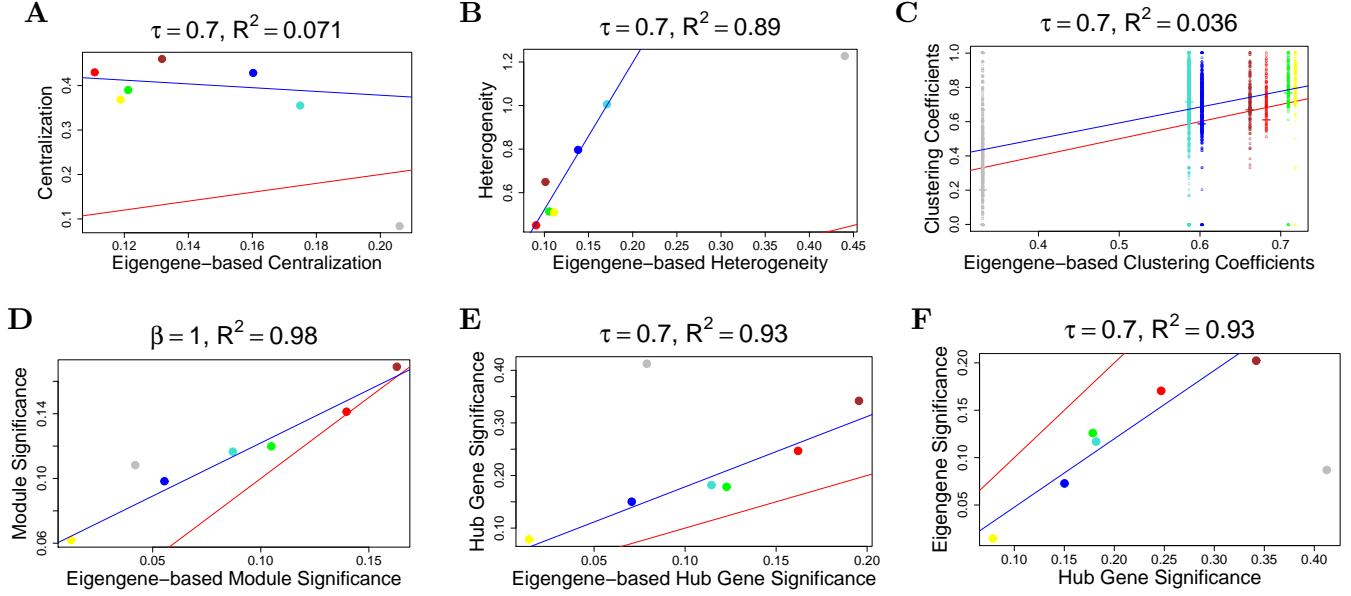 A
τ = 0.7, R² = 0.071
Centralization
0.1 0.2 0.3 0.4
0.12 0.14 0.16 0.18 0.20
Eigengene−based Centralization
B
τ = 0.7, R² = 0.89
Heterogeneity
0.6 0.8 1.0 1.2
0.10 0.15 0.20 0.25 0.30 0.35 0.40 0.45
Eigengene−based Heterogeneity
C
τ = 0.7, R² = 0.036
Clustering Coefficients
0.0 0.2 0.4 0.6 0.8 1.0
0.4 0.5 0.6 0.7
Eigengene−based Clustering Coefficients
D
β = 1, R² = 0.98
Module Significance
0.06 0.10 0.14
0.05 0.10 0.15
Eigengene−based Module Significance
E
τ = 0.7, R² = 0.93
Hub Gene Significance
0.10 0.20 0.30 0.40
0.05 0.10 0.15 0.20
Eigengene−based Hub Gene Significance
F
τ = 0.7, R² = 0.93
Eigengene Significance
0.05 0.10 0.15 0.20
0.10 0.15 0.20 0.25 0.30 0.35 0.40
Hub Gene Significance